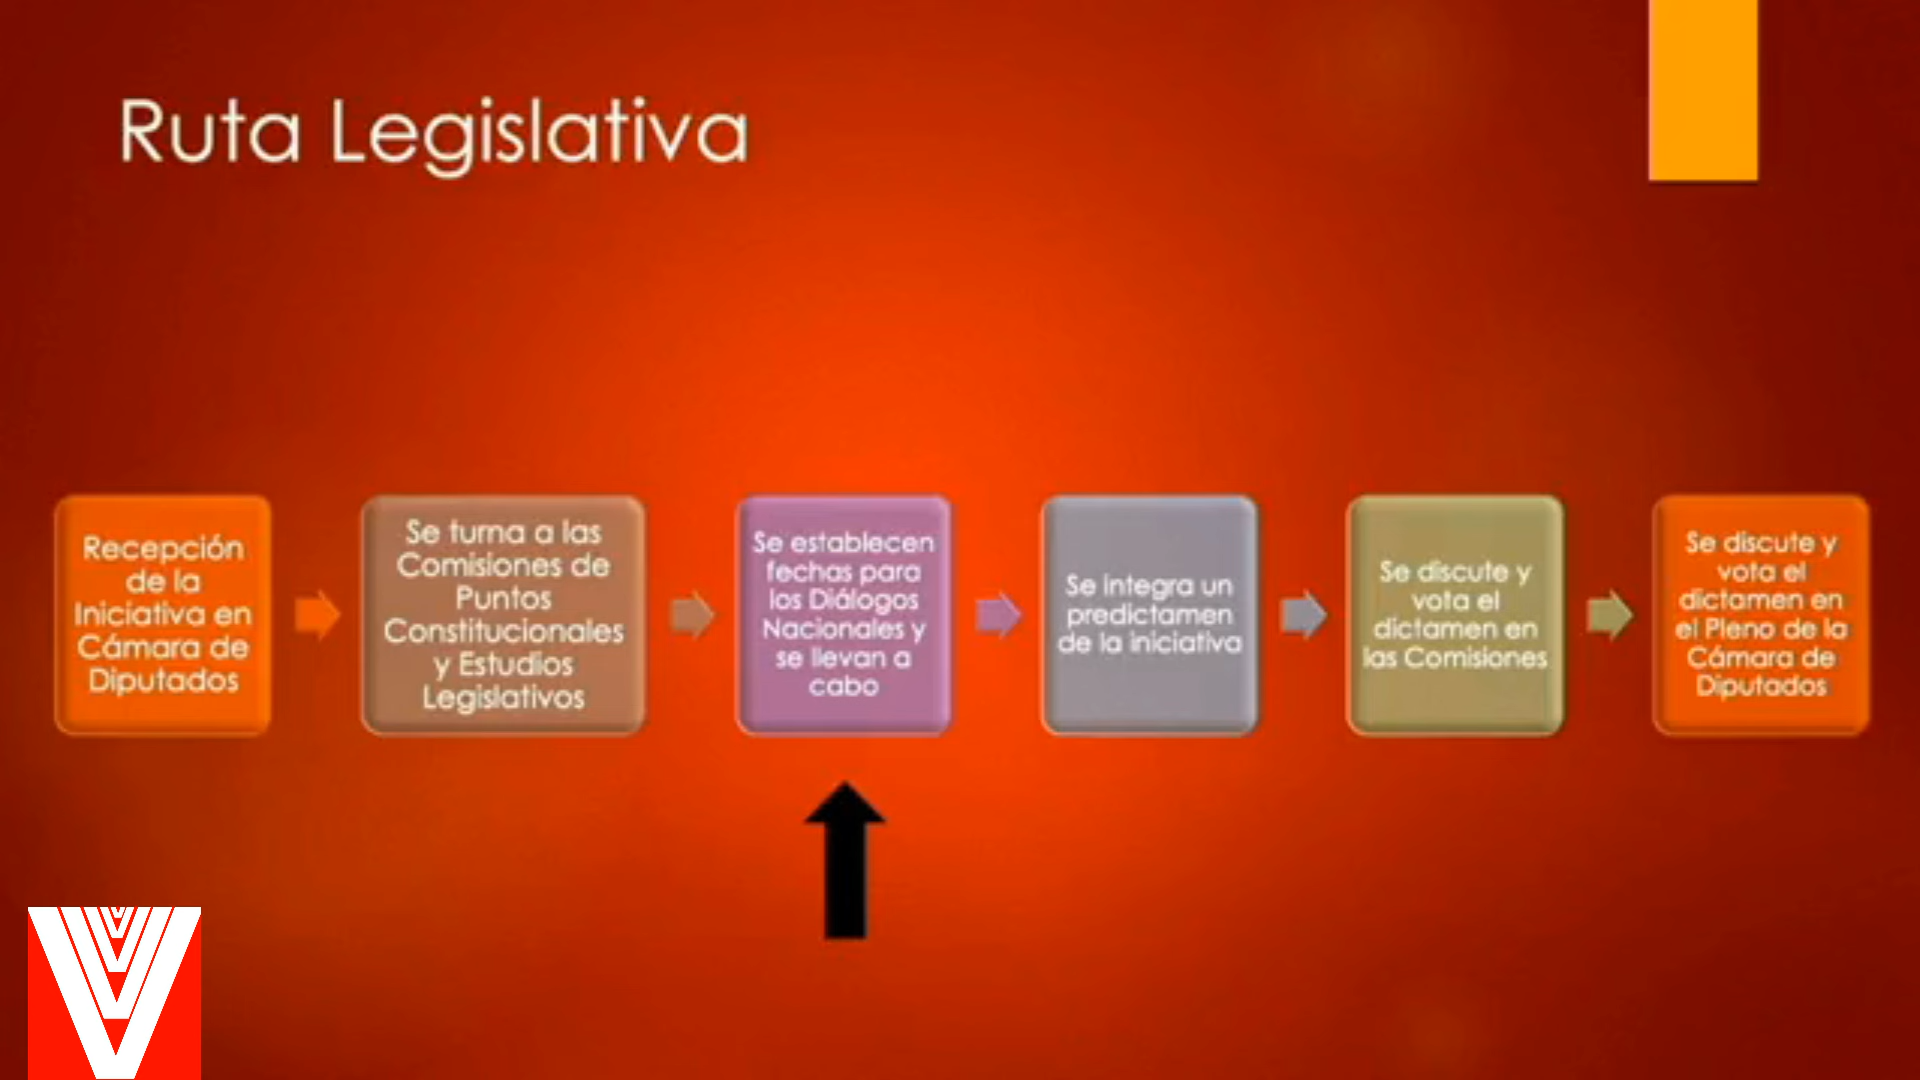 Ruta Legislativa
Recepción
de la
Iniciativa en
Cámara de
Diputados
Se turna a las
Comisiones de
Puntos
Constitucionales
y Estudios
Legislativos
Se establecen
fechas para
los Diálogos
Nacionales y
se llevan a
cabo
Se integra un
predictamen
de la iniciativa
Se discute y
vota el
dictamen en
las Comisiones
Se discute y
vota el
dictamen en
el Pleno de la
Cámara de
Diputados